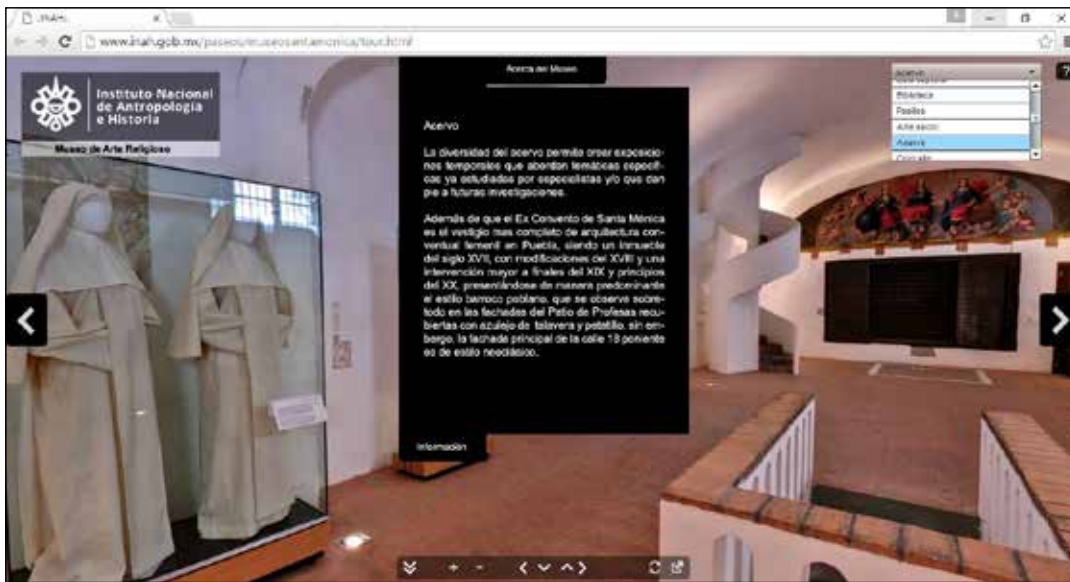 INAH
www.inah.gob.mx/paseos/museosantamonica/tour.html
Instituto Nacional
de Antropología
e Historia
Museo de Arte Religioso
Acerca del Museo
Acervo
Biblioteca
Pasillos
Arte sacro
Acervo
?
Acervo
La diversidad del acervo permite crear exposicio-
nes temporales que abordan temáticas específi-
cas ya estudiados por especialistas y/o que dan
pie a futuras investigaciones.
Además de que el Ex Convento de Santa Mónica
es el vestigio mas completo de arquitectura con-
ventual femenil en Puebla, siendo un inmueble
del siglo XVII, con modificaciones del XVIII y una
intervención mayor a finales del XIX y principios
del XX, presentándose de manera predominante
el estilo barroco poblano, que se observa sobre-
todo en las fachadas del Patio de Profesas recu-
biertas con azulejo de talavera y petatillo, sin em-
bargo, la fachada principal de la calle 18 poniente
es de estilo neoclásico.
Información